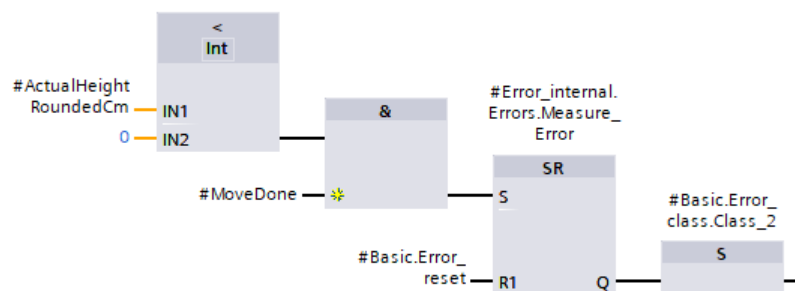 <
Int
#ActualHeight
RoundedCm
IN1
0
IN2
&
#MoveDone
#Error_internal.
Errors.Measure_
Error
SR
S
#Basic.Error_
reset
R1
Q
#Basic.Error_
class.Class_2
S